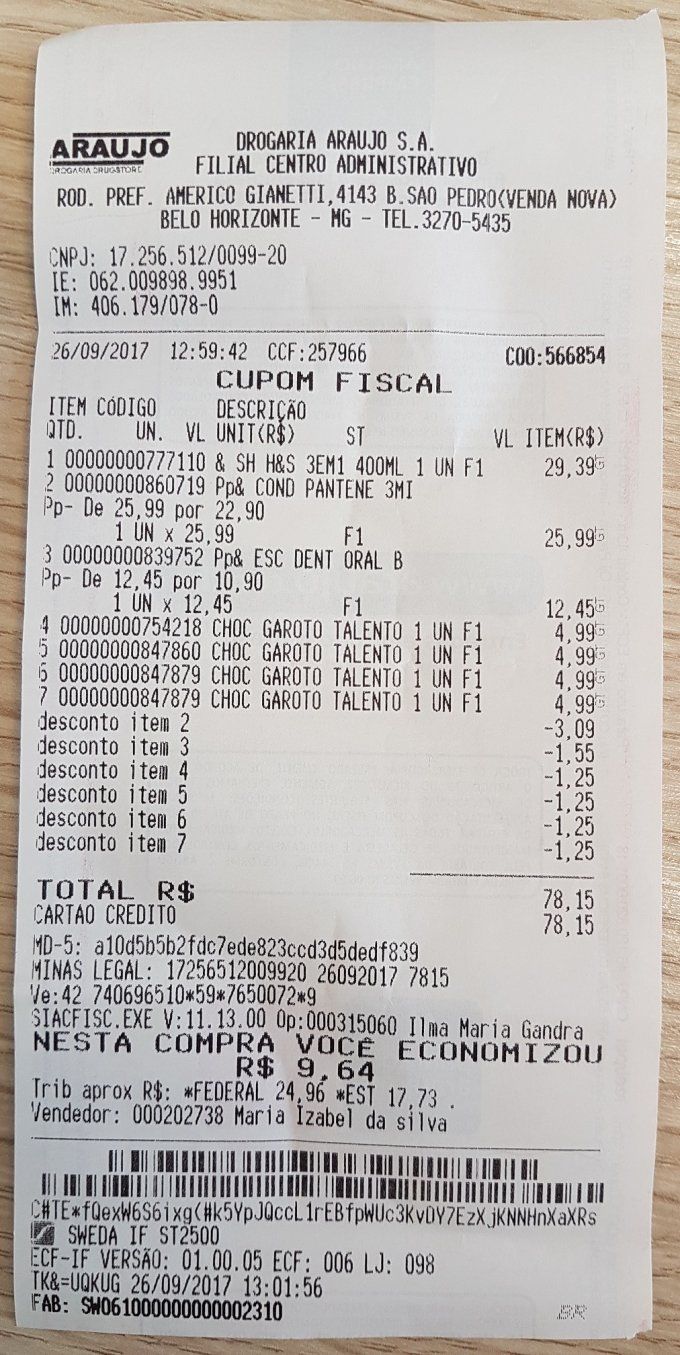 ARAUJO
DROGARIA DRUGSTORE
DROGARIA ARAUJO S.A.
FILIAL CENTRO ADMINISTRATIVO
ROD. PREF. AMERICO GIANETTI,4143 B.SAO PEDRO(VENDA NOVA)
BELO HORIZONTE - MG - TEL.3270-5435
CNPJ: 17.256.512/0099-20
IE: 062.009898.9951
IM: 406.179/078-0
26/09/2017 12:59:42 CCF:257966 COO:566854
CUPOM FISCAL
ITEM CÓDIGO DESCRIÇÃO
QTD. UN. VL UNIT(R$) ST VL ITEM(R$)
1 00000000777110 & SH H&S 3EM1 400ML 1 UN F1 29,39
2 00000000860719 Pp& COND PANTENE 3MI
Pp- De 25,99 por 22,90
1 UN x 25,99 F1 25,99
3 00000000839752 Pp& ESC DENT ORAL B
Pp- De 12,45 por 10,90
1 UN x 12,45 F1 12,45
4 00000000754218 CHOC GAROTO TALENTO 1 UN F1 4,99
5 00000000847860 CHOC GAROTO TALENTO 1 UN F1 4,99
6 00000000847879 CHOC GAROTO TALENTO 1 UN F1 4,99
7 00000000847879 CHOC GAROTO TALENTO 1 UN F1 4,99
desconto item 2 -3,09
desconto item 3 -1,55
desconto item 4 -1,25
desconto item 5 -1,25
desconto item 6 -1,25
desconto item 7 -1,25
TOTAL R$ 78,15
CARTAO CREDITO 78,15
MD-5: a10d5b5b2fdc7ede823ccd3d5dedf839
MINAS LEGAL: 17256512009920 26092017 7815
Ve:42 740696510*59*7650072*9
SIACFISC.EXE V:11.13.00 Op:000315060 Ilma Maria Gandra
NESTA COMPRA VOCÊ ECONOMIZOU
R$ 9,64
Trib aprox R$: *FEDERAL 24,96 *EST 17,73 .
Vendedor: 000202738 Maria Izabel da silva
C#TE*fQexW6S6ixg(#k5YpJQccL1rEBfpWUc3KvDY7EzXjKNNHnXaXRs
SWEDA IF ST2500
ECF-IF VERSÃO: 01.00.05 ECF: 006 LJ: 098
TK&=UQKUG 26/09/2017 13:01:56
FAB: SW061000000000002310
BR